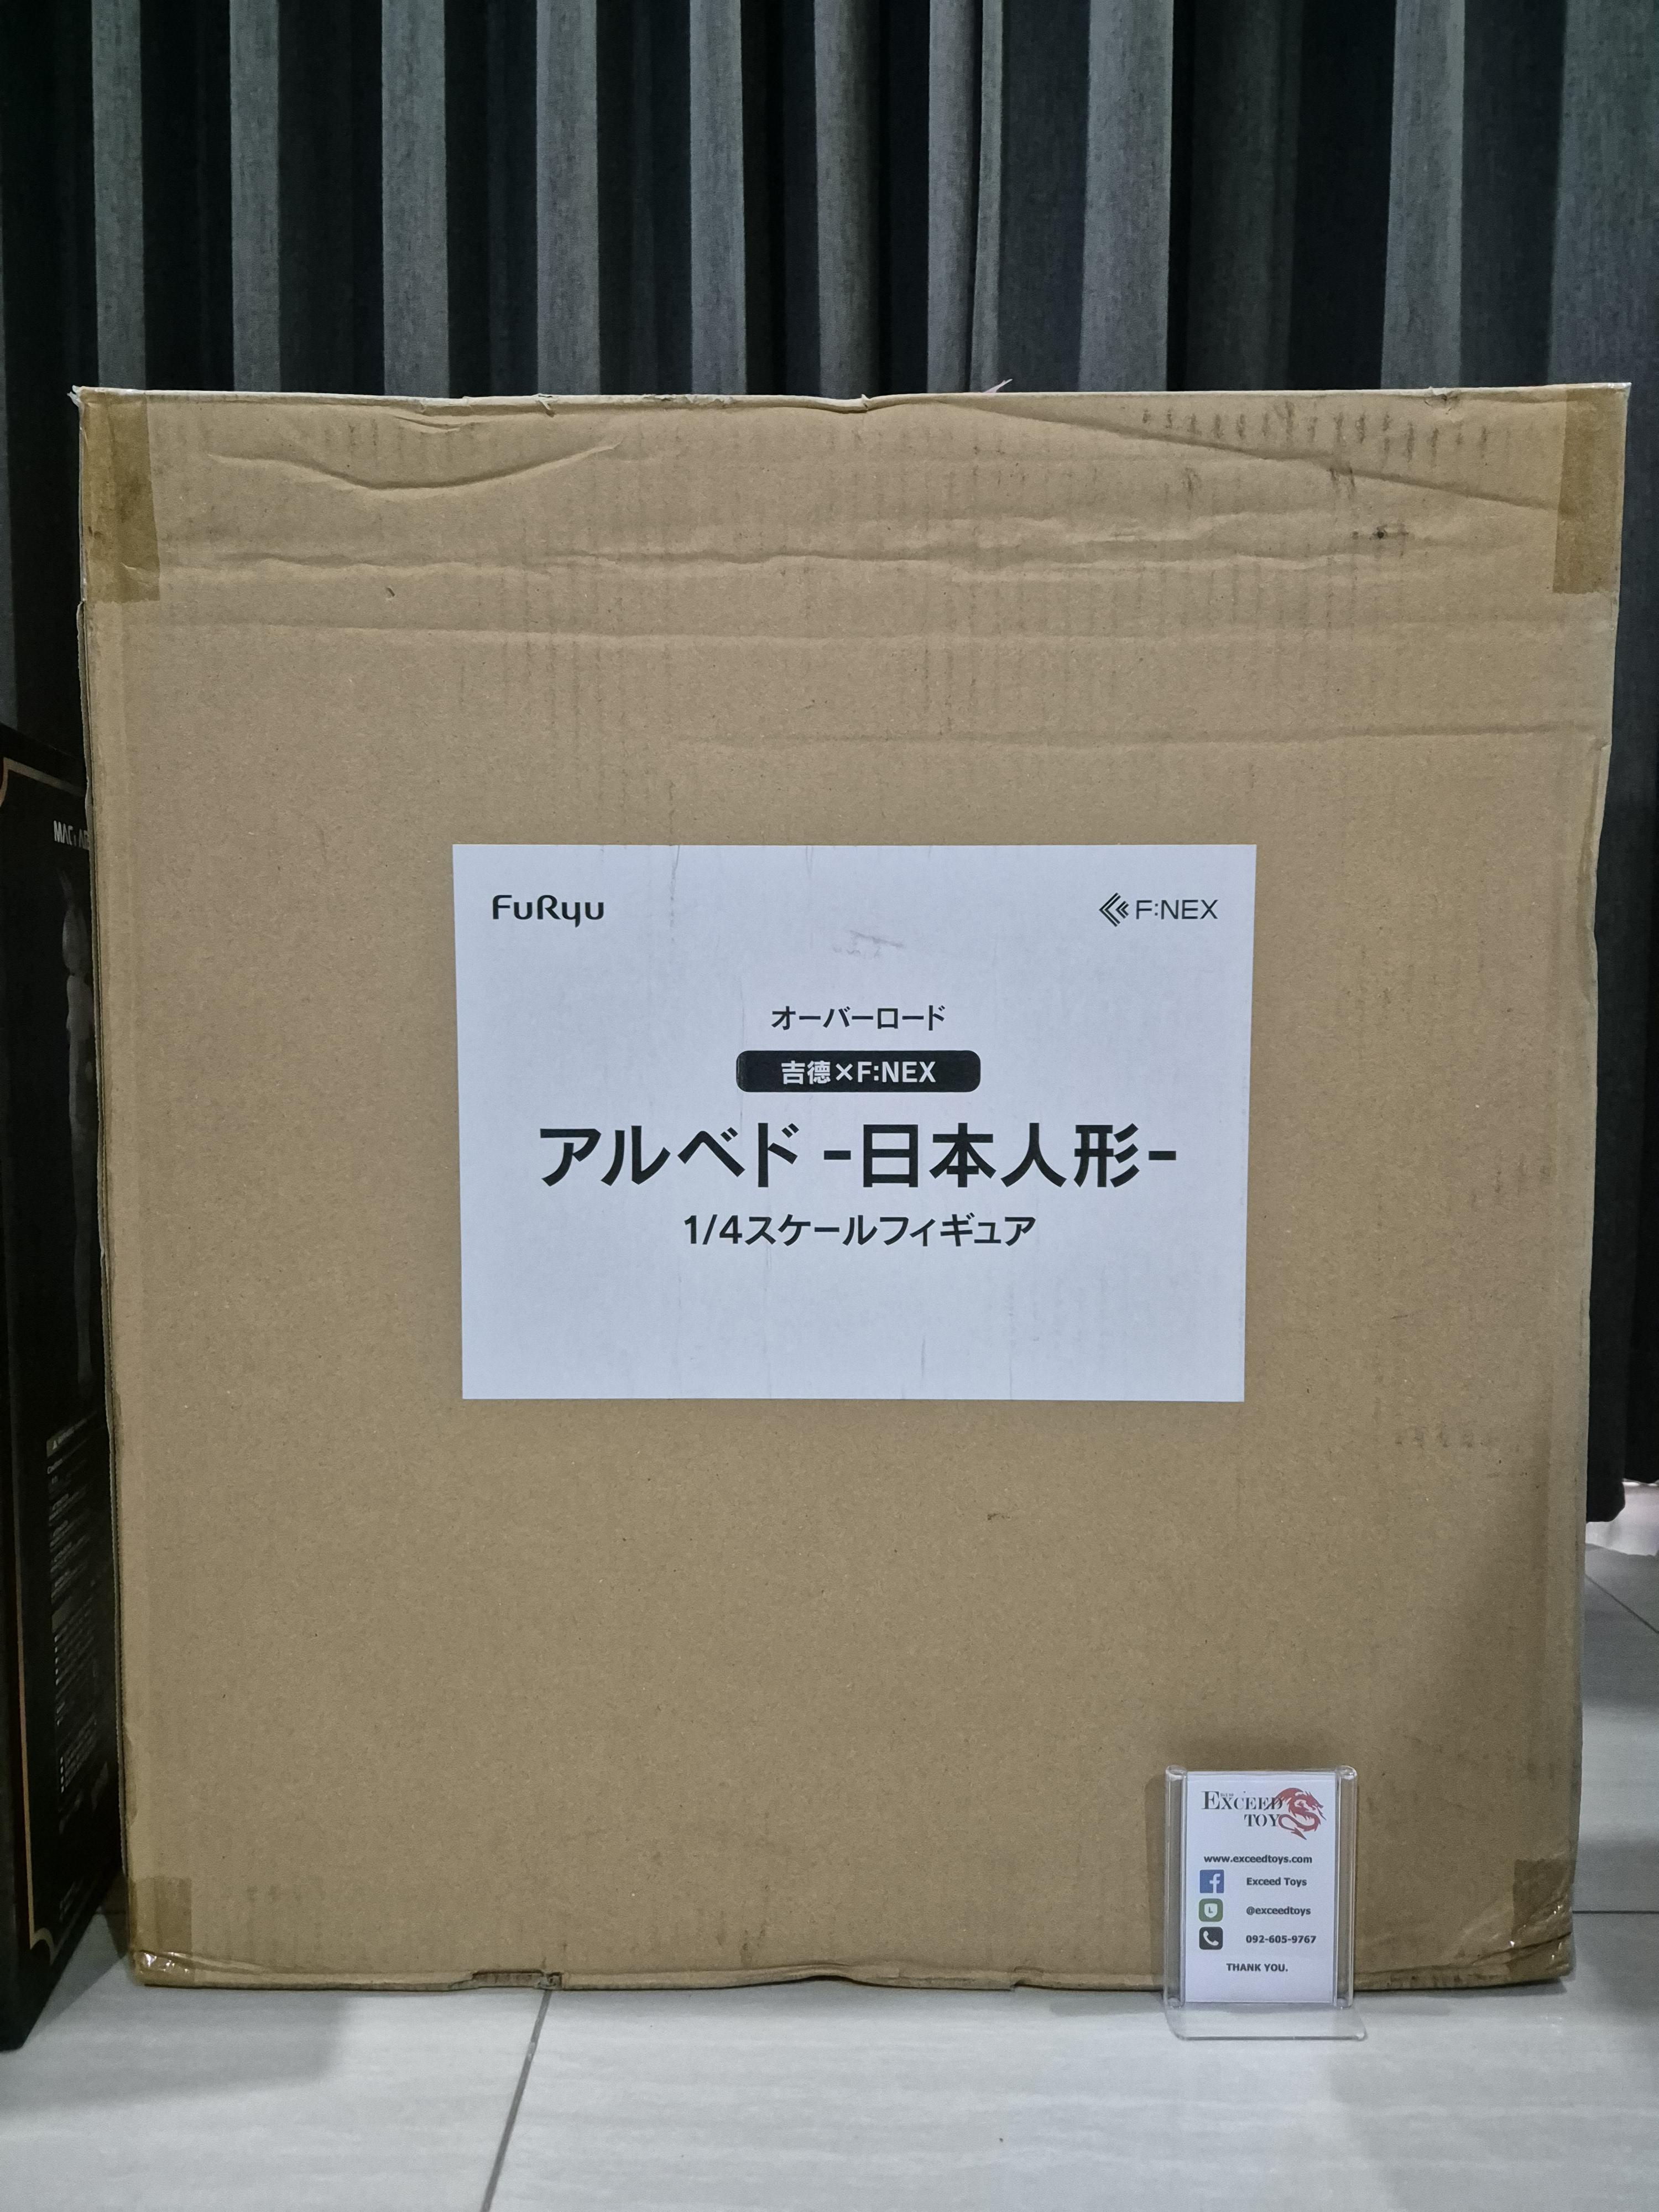 FuRyu
F:NEX
オーバーロード
吉徳×F:NEX
アルベド -日本人形-
1/4スケールフィギュア
EXCEED
TOYS
www.exceedtoys.com
Exceed Toys
@exceedtoys
092-605-9767
THANK YOU.